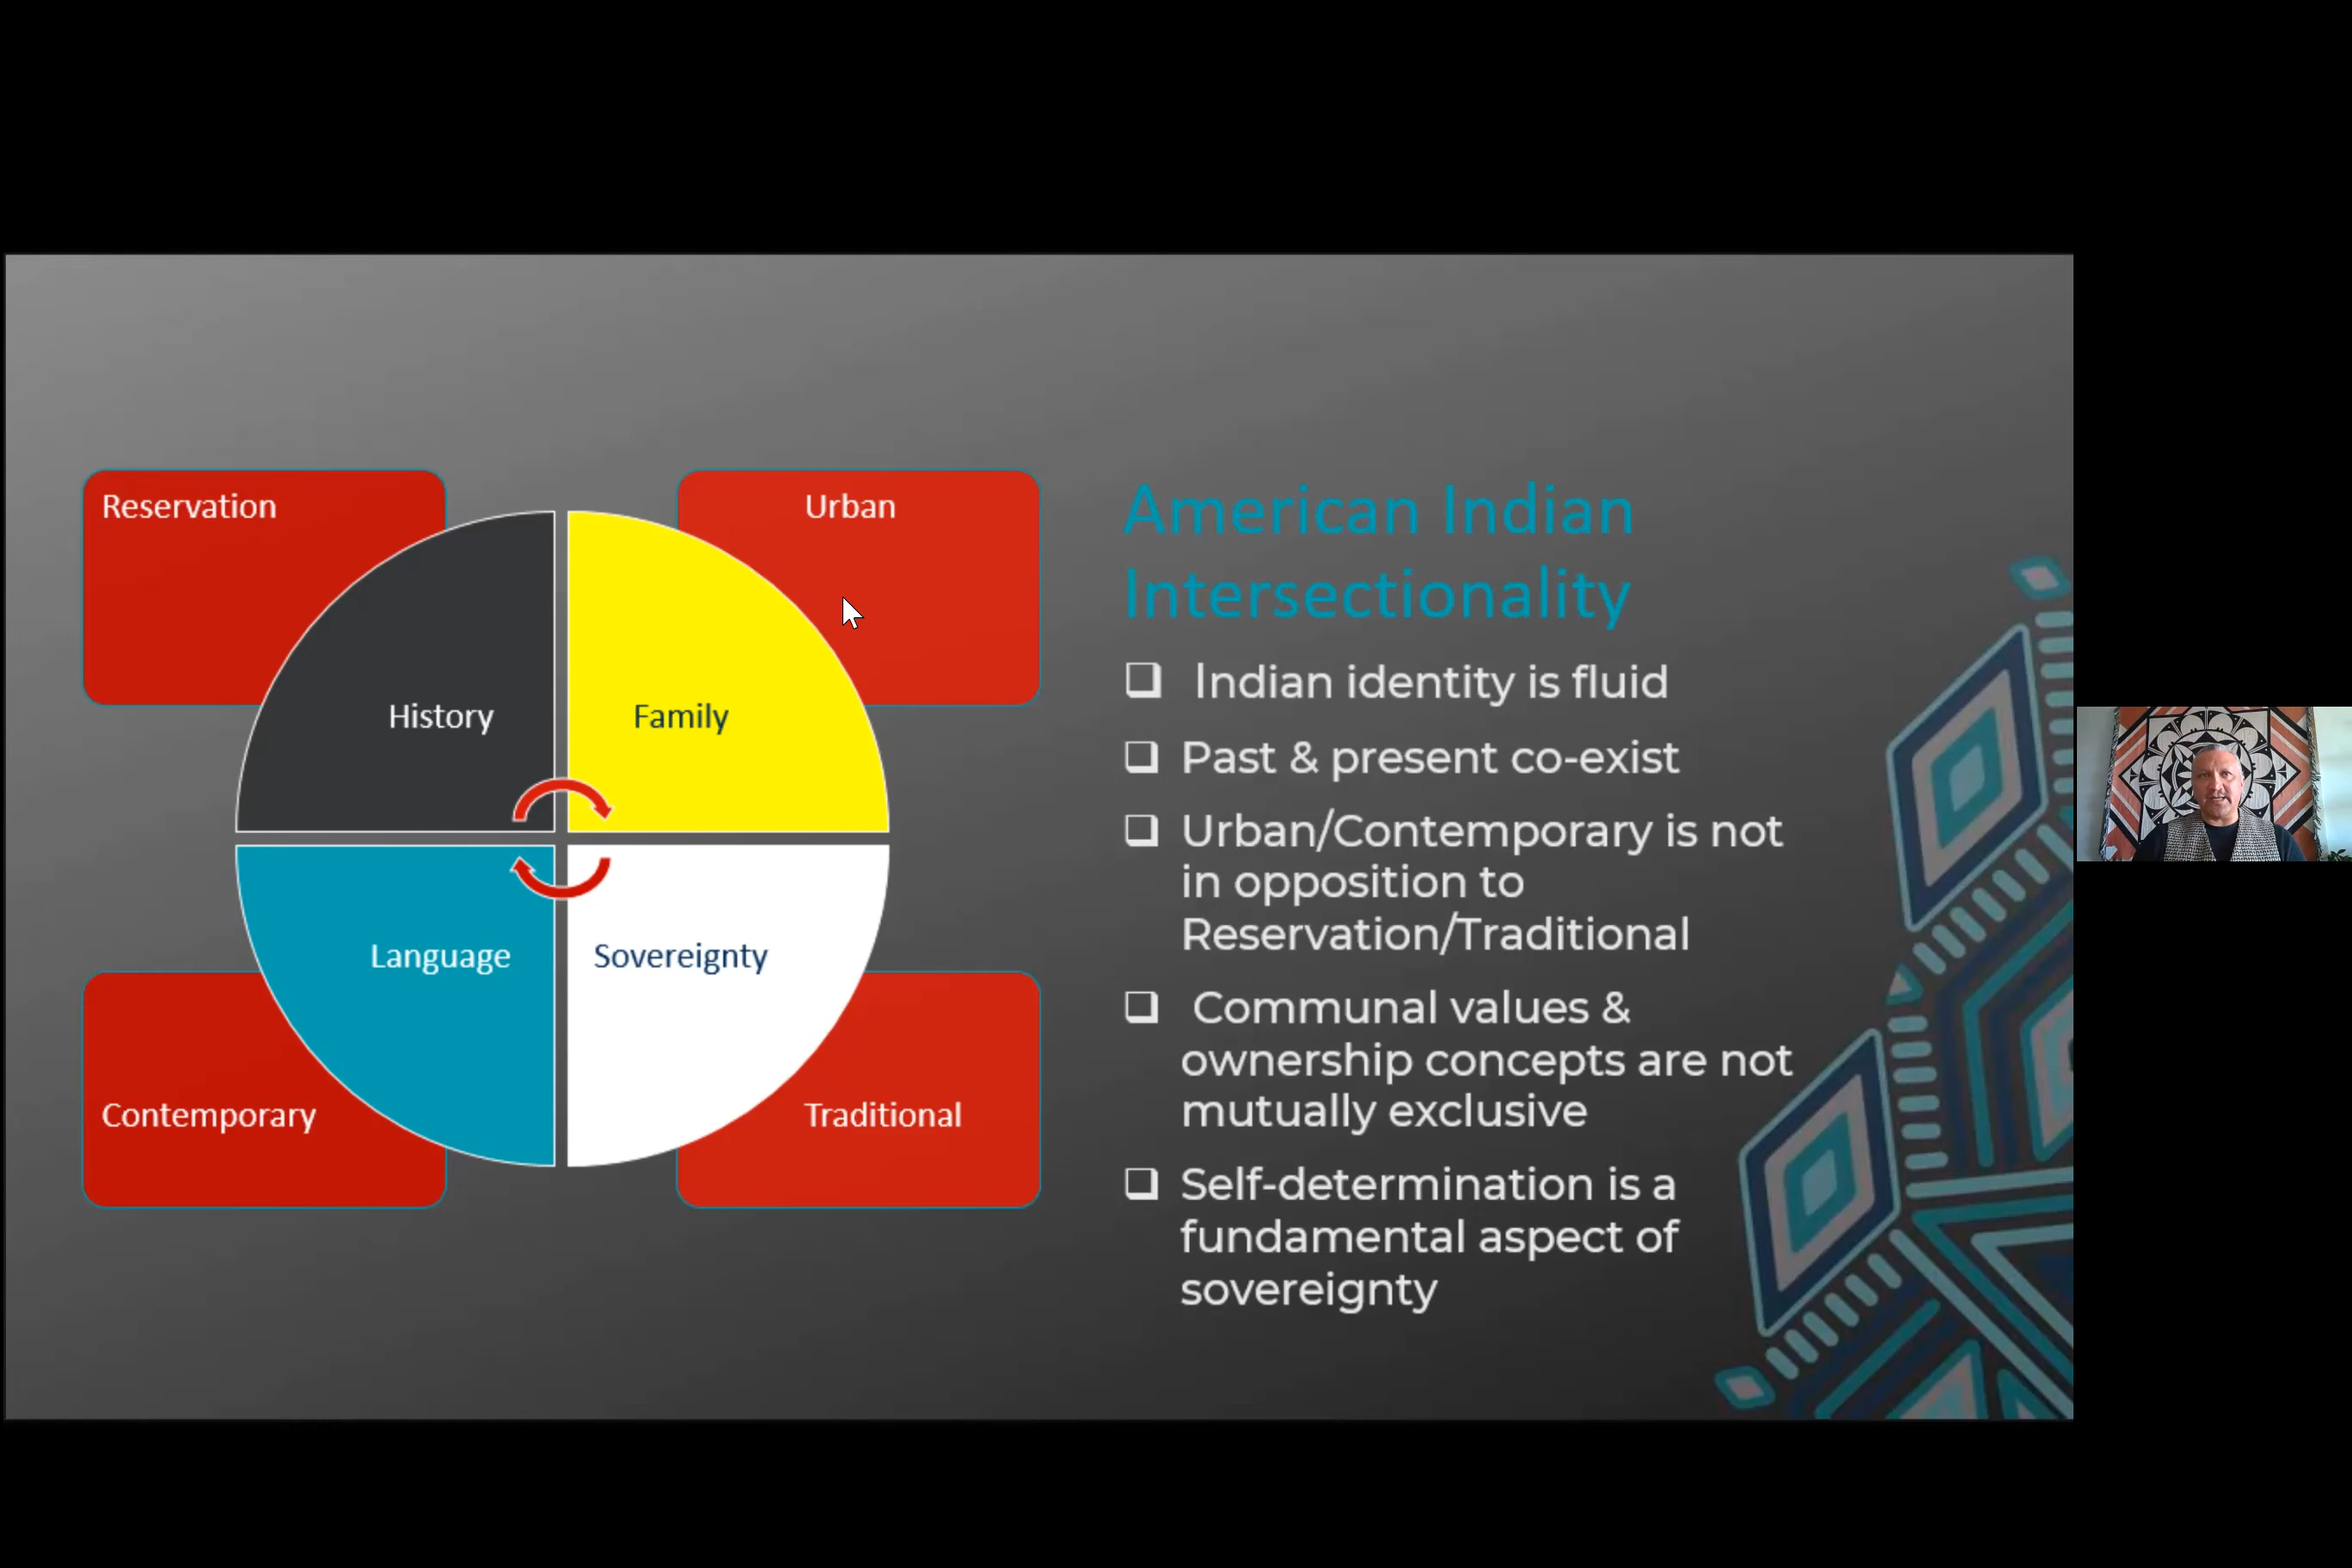 Reservation
Urban
History
Family
Language
Sovereignty
Contemporary
Traditional
American Indian
Intersectionality
Indian identity is fluid
Past & present co-exist
Urban/Contemporary is not
in opposition to
Reservation/Traditional
Communal values &
ownership concepts are not
mutually exclusive
Self-determination is a
fundamental aspect of
sovereignty